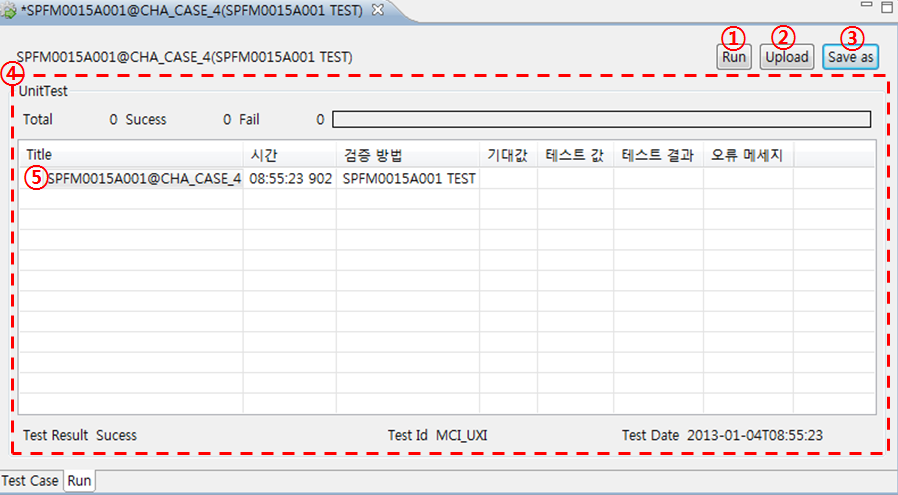 *SPFM0015A001@CHA_CASE_4(SPFM0015A001 TEST)
① ② ③
SPFM0015A001@CHA_CASE_4(SPFM0015A001 TEST) Run Upload Save as
④
UnitTest
Total 0 Sucess 0 Fail 0
Title 시간 검증 방법 기대값 테스트 값 테스트 결과 오류 메세지
⑤ SPFM0015A001@CHA_CASE_4 08:55:23 902 SPFM0015A001 TEST
Test Result Sucess Test Id MCI_UXI Test Date 2013-01-04T08:55:23
Test Case Run